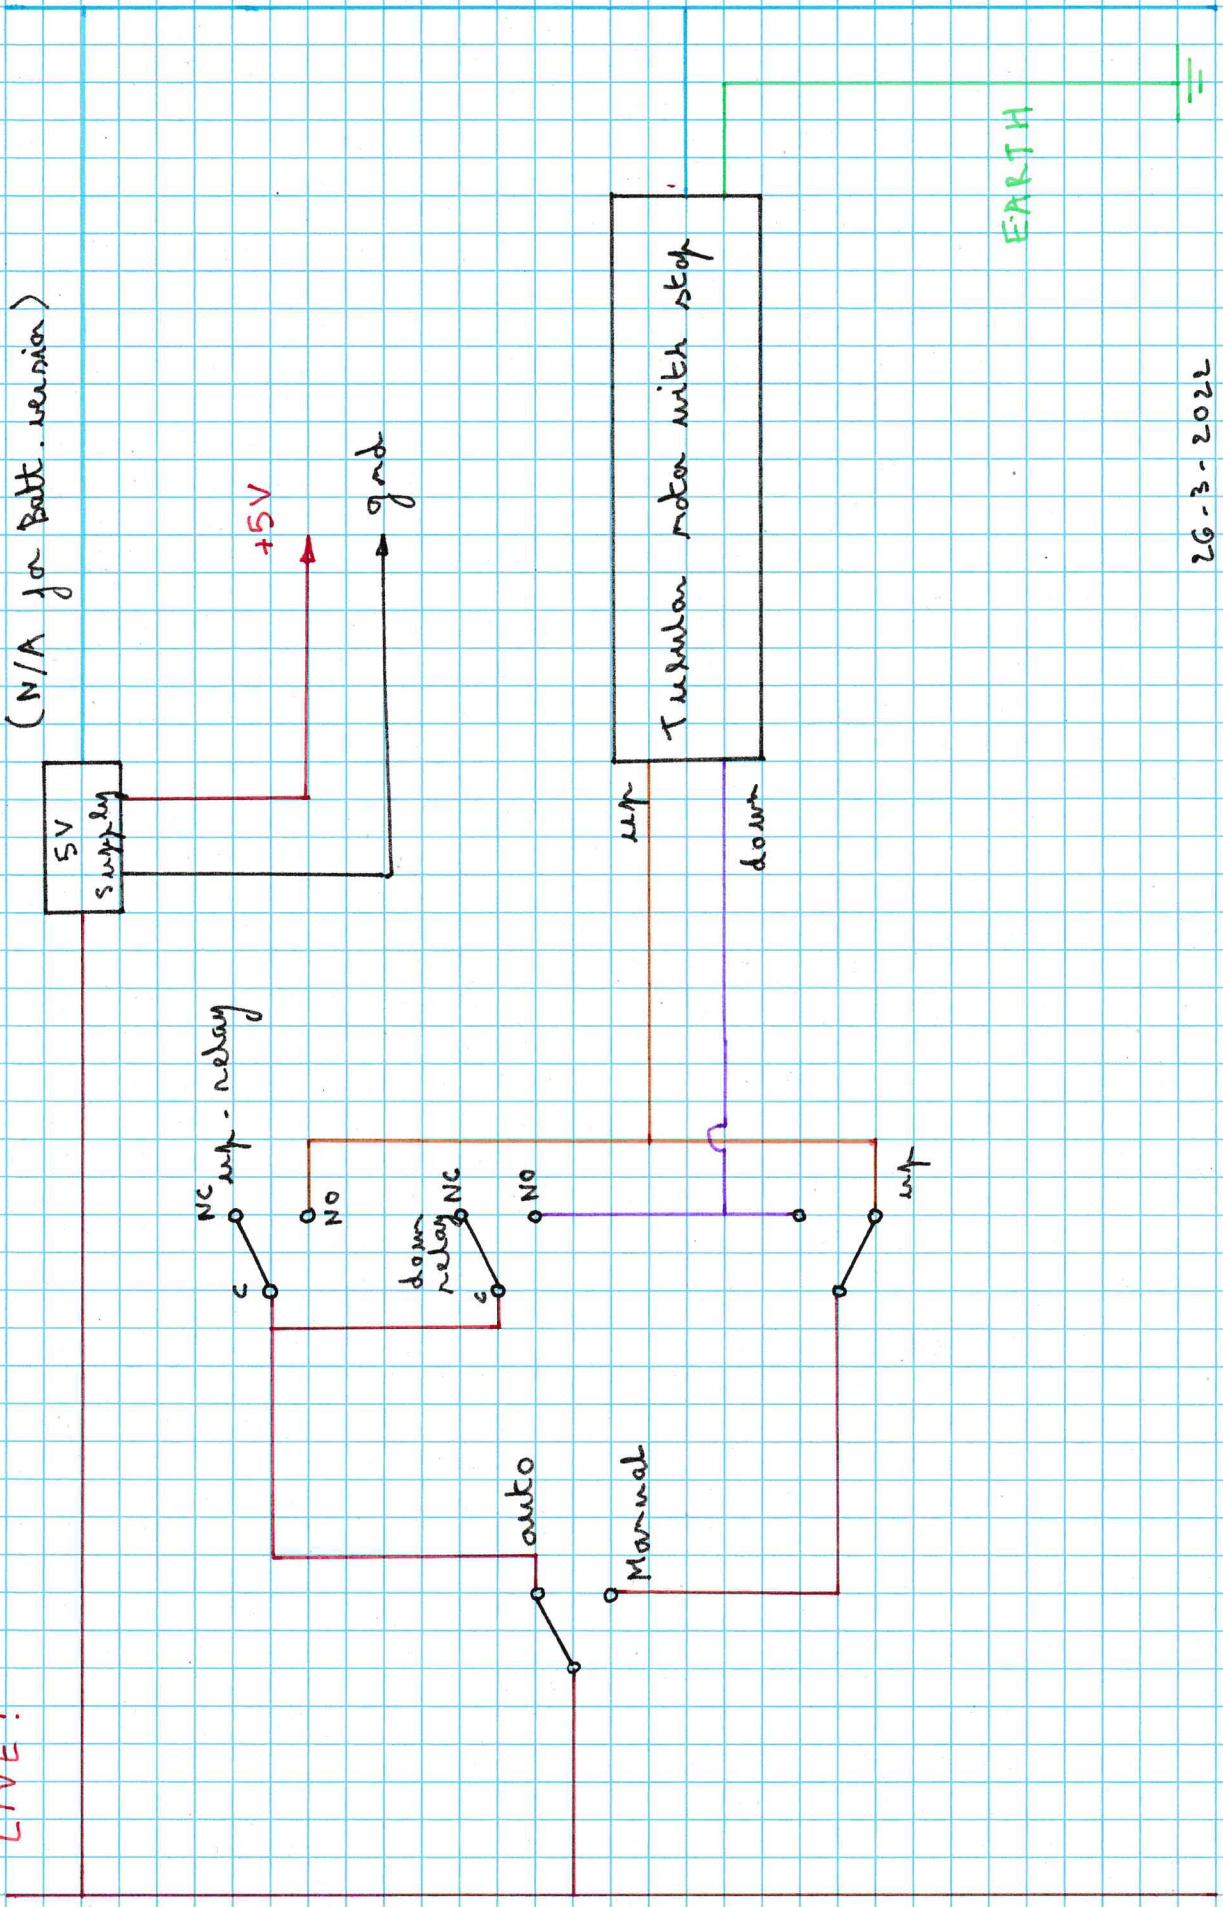 LIVE!
(N/A for Batt. version)
5V
supply
NC
up-relay
C
+5V
NO
gnd
down
relay
NC
C
NO
auto
Manual
up
Tubular motor with stop
down
up
EARTH
26-3-2022